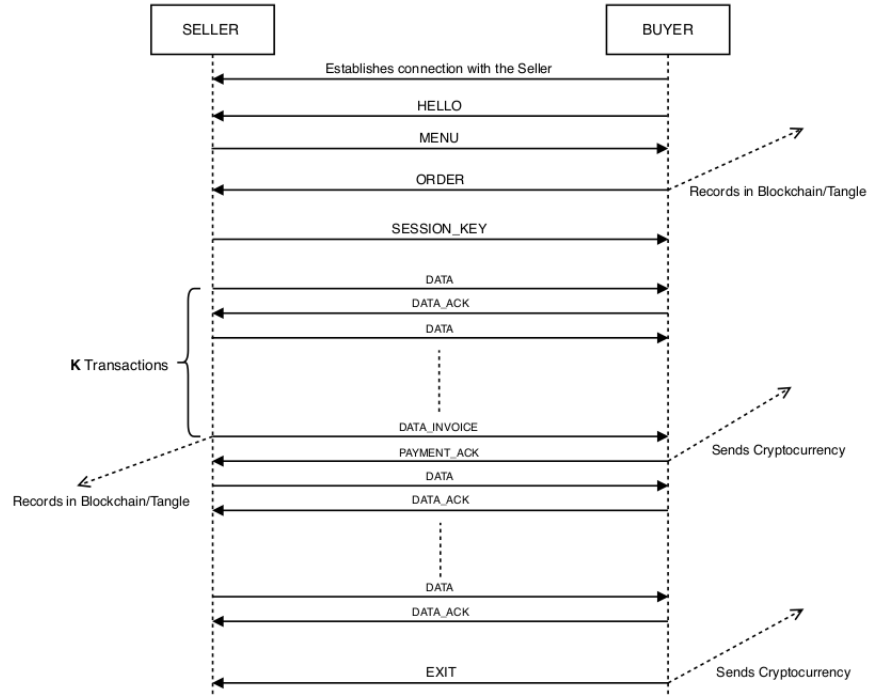 SELLER
BUYER
Establishes connection with the Seller
HELLO
MENU
ORDER
Records in Blockchain/Tangle
SESSION_KEY
DATA
DATA_ACK
DATA
K Transactions
DATA_INVOICE
PAYMENT_ACK
Sends Cryptocurrency
DATA
Records in Blockchain/Tangle
DATA_ACK
DATA
DATA_ACK
EXIT
Sends Cryptocurrency